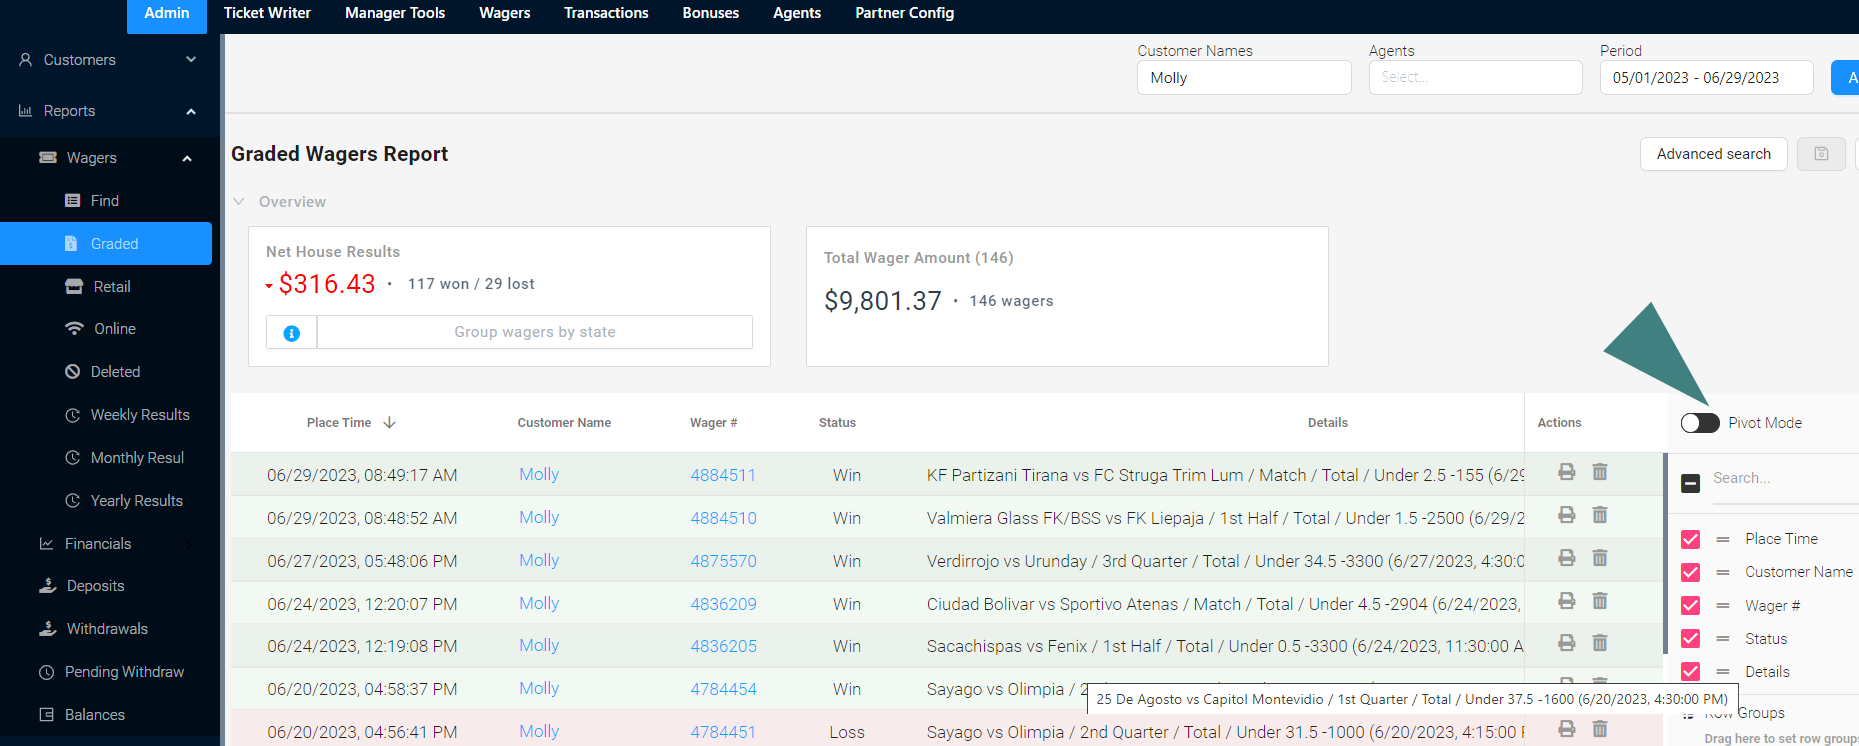 Admin Ticket Writer Manager Tools Wagers Transactions Bonuses Agents Partner Config
Customers
Reports
Wagers
Find
Graded
Retail
Online
Deleted
Weekly Results
Monthly Resul
Yearly Results
Financials
Deposits
Withdrawals
Pending Withdraw
Balances
Customer Names Agents Period
Molly Select... 05/01/2023 - 06/29/2023 A
Graded Wagers Report Advanced search
Overview
Net House Results
$316.43 • 117 won / 29 lost
Group wagers by state
Total Wager Amount (146)
$9,801.37 • 146 wagers
Place Time Customer Name Wager # Status Details Actions
06/29/2023, 08:49:17 AM Molly 4884511 Win KF Partizani Tirana vs FC Struga Trim Lum / Match / Total / Under 2.5 -155 (6/29
06/29/2023, 08:48:52 AM Molly 4884510 Win Valmiera Glass FK/BSS vs FK Liepaja / 1st Half / Total / Under 1.5 -2500 (6/29/2
06/27/2023, 05:48:06 PM Molly 4875570 Win Verdirrojo vs Urunday / 3rd Quarter / Total / Under 34.5 -3300 (6/27/2023, 4:30:0
06/24/2023, 12:20:07 PM Molly 4836209 Win Ciudad Bolivar vs Sportivo Atenas / Match / Total / Under 4.5 -2904 (6/24/2023,
06/24/2023, 12:19:08 PM Molly 4836205 Win Sacachispas vs Fenix / 1st Half / Total / Under 0.5 -3300 (6/24/2023, 11:30:00 A
06/20/2023, 04:58:37 PM Molly 4784454 Win Sayago vs Olimpia / 2nd
25 De Agosto vs Capitol Montevidio / 1st Quarter / Total / Under 37.5 -1600 (6/20/2023, 4:30:00 PM)
06/20/2023, 04:56:41 PM Molly 4784451 Loss Sayago vs Olimpia / 2nd Quarter / Total / Under 31.5 -1000 (6/20/2023, 4:15:00 F
Pivot Mode
Search...
Place Time
Customer Name
Wager #
Status
Details
Row Groups
Drag here to set row group